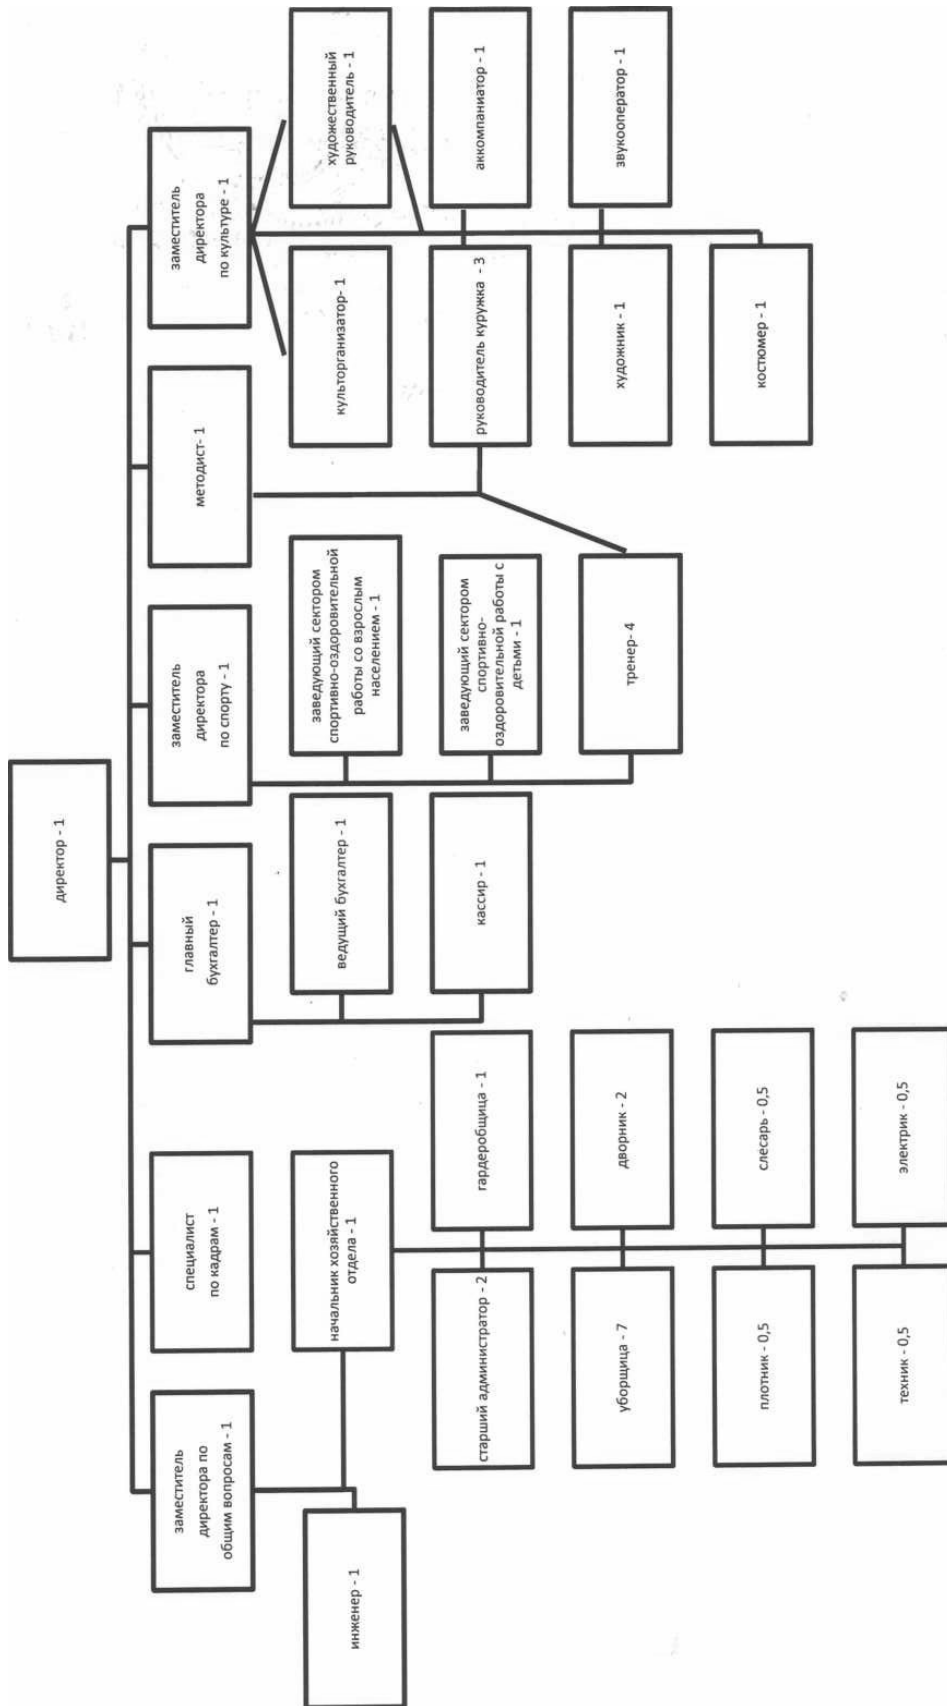 директор - 1
заместитель
директора по
общим вопросам - 1
специалист
по кадрам - 1
главный
бухгалтер - 1
заместитель
директора
по спорту - 1
методист- 1
заместитель
директора
по культуре - 1
инженер - 1
начальник хозяйственного
отдела - 1
ведущий бухгалтер - 1
заведующий сектором
спортивно-оздоровительной
работы со взрослым
населением - 1
культорганизатор- 1
художественный
руководитель - 1
старший администратор - 2
гардеробщица - 1
кассир - 1
заведующий сектором
спортивно-
оздоровительной работы с
детьми - 1
руководитель куружка - 3
аккомпаниатор - 1
уборщица - 7
дворник - 2
тренер- 4
художник - 1
звукооператор - 1
плотник - 0,5
слесарь - 0,5
костюмер - 1
техник - 0,5
электрик - 0,5